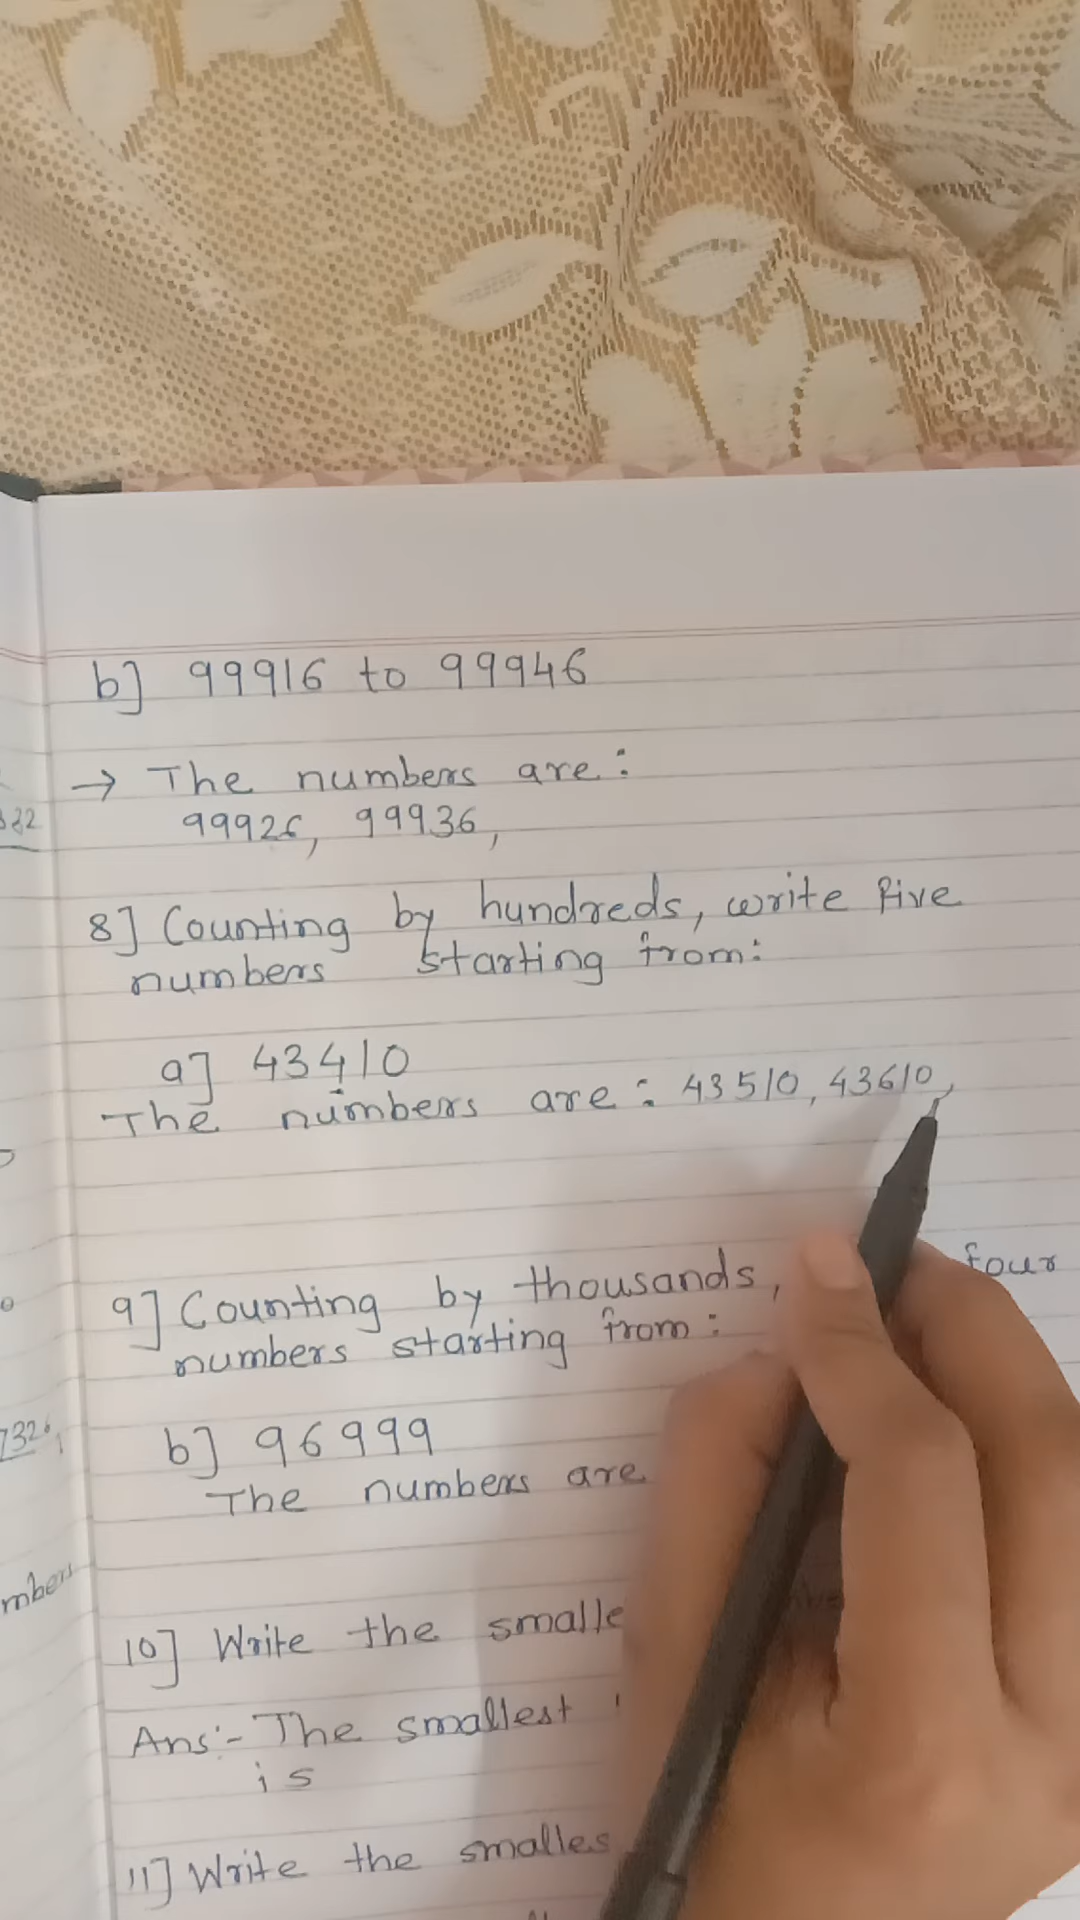 b] 99916 to 99946
→ The numbers are:
99926, 99936,
8] Counting by hundreds, write five
numbers starting from:
a] 43410
The numbers are: 43510, 43610,
9] Counting by thousands, four
numbers starting from:
b] 96999
The numbers are
10] Write the smalle
Ans:- The smallest
is
11] Write the smalles